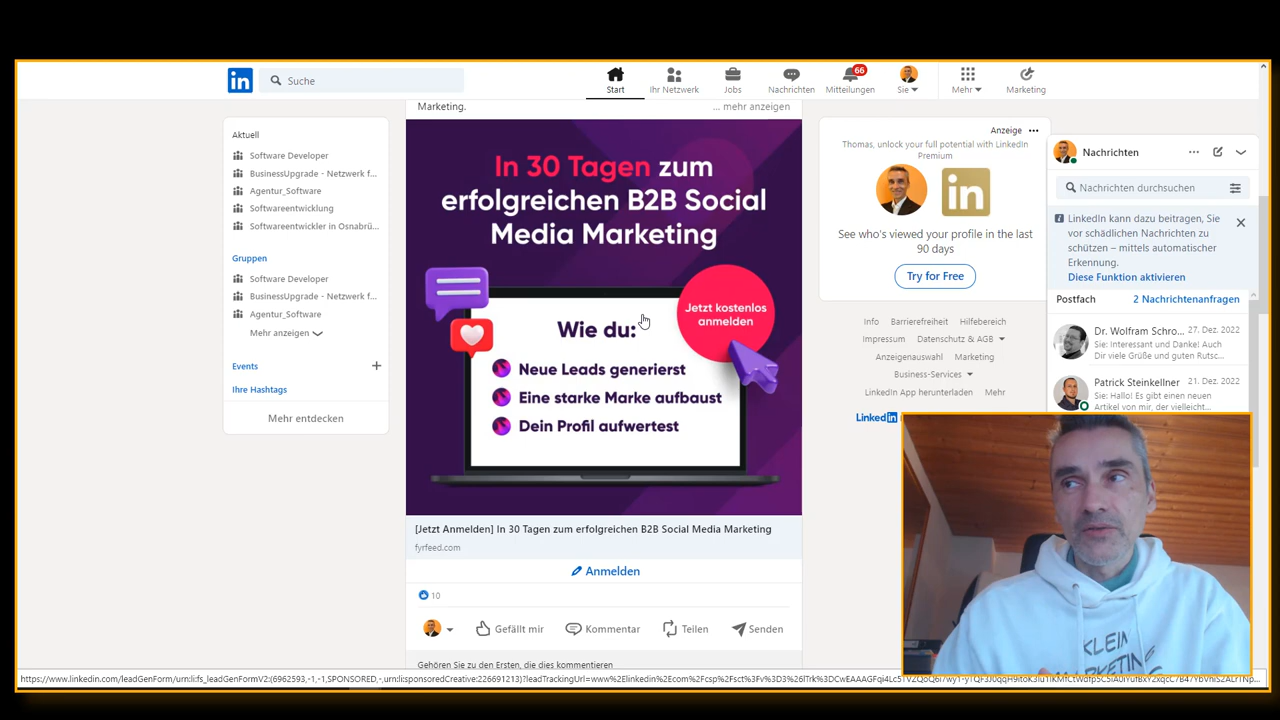 in
Suche
Start
Ihr Netzwerk
Jobs
Nachrichten
66
Mitteilungen
Sie
Mehr
Marketing
Aktuell
Software Developer
BusinessUpgrade - Netzwerk f...
Agentur_Software
Softwareentwicklung
Softwareentwickler in Osnabrü...
Gruppen
Software Developer
BusinessUpgrade - Netzwerk f...
Agentur_Software
Mehr anzeigen
Events
Ihre Hashtags
Mehr entdecken
Marketing.
... mehr anzeigen
In 30 Tagen zum
erfolgreichen B2B Social
Media Marketing
Jetzt kostenlos
anmelden
Wie du:
Neue Leads generierst
Eine starke Marke aufbaust
Dein Profil aufwertest
[Jetzt Anmelden] In 30 Tagen zum erfolgreichen B2B Social Media Marketing
fyrfeed.com
Anmelden
10
Gefällt mir
Kommentar
Teilen
Senden
Gehören Sie zu den Ersten, die dies kommentieren
Anzeige
Thomas, unlock your full potential with LinkedIn
Premium
in
See who's viewed your profile in the last
90 days
Try for Free
Info Barrierefreiheit Hilfebereich
Impressum Datenschutz & AGB
Anzeigenauswahl Marketing
Business-Services
LinkedIn App herunterladen Mehr
Linkedin
Nachrichten
Nachrichten durchsuchen
LinkedIn kann dazu beitragen, Sie
vor schädlichen Nachrichten zu
schützen – mittels automatischer
Erkennung.
Diese Funktion aktivieren
Postfach
2 Nachrichtenanfragen
Dr. Wolfram Schro...
27. Dez. 2022
Sie: Interessant und Danke! Auch
Dir viele Grüße und guten Rutsc...
Patrick Steinkellner
21. Dez. 2022
Sie: Hallo! Es gibt einen neuen
Artikel von mir, der vielleicht...
KLEIN
MARKETING